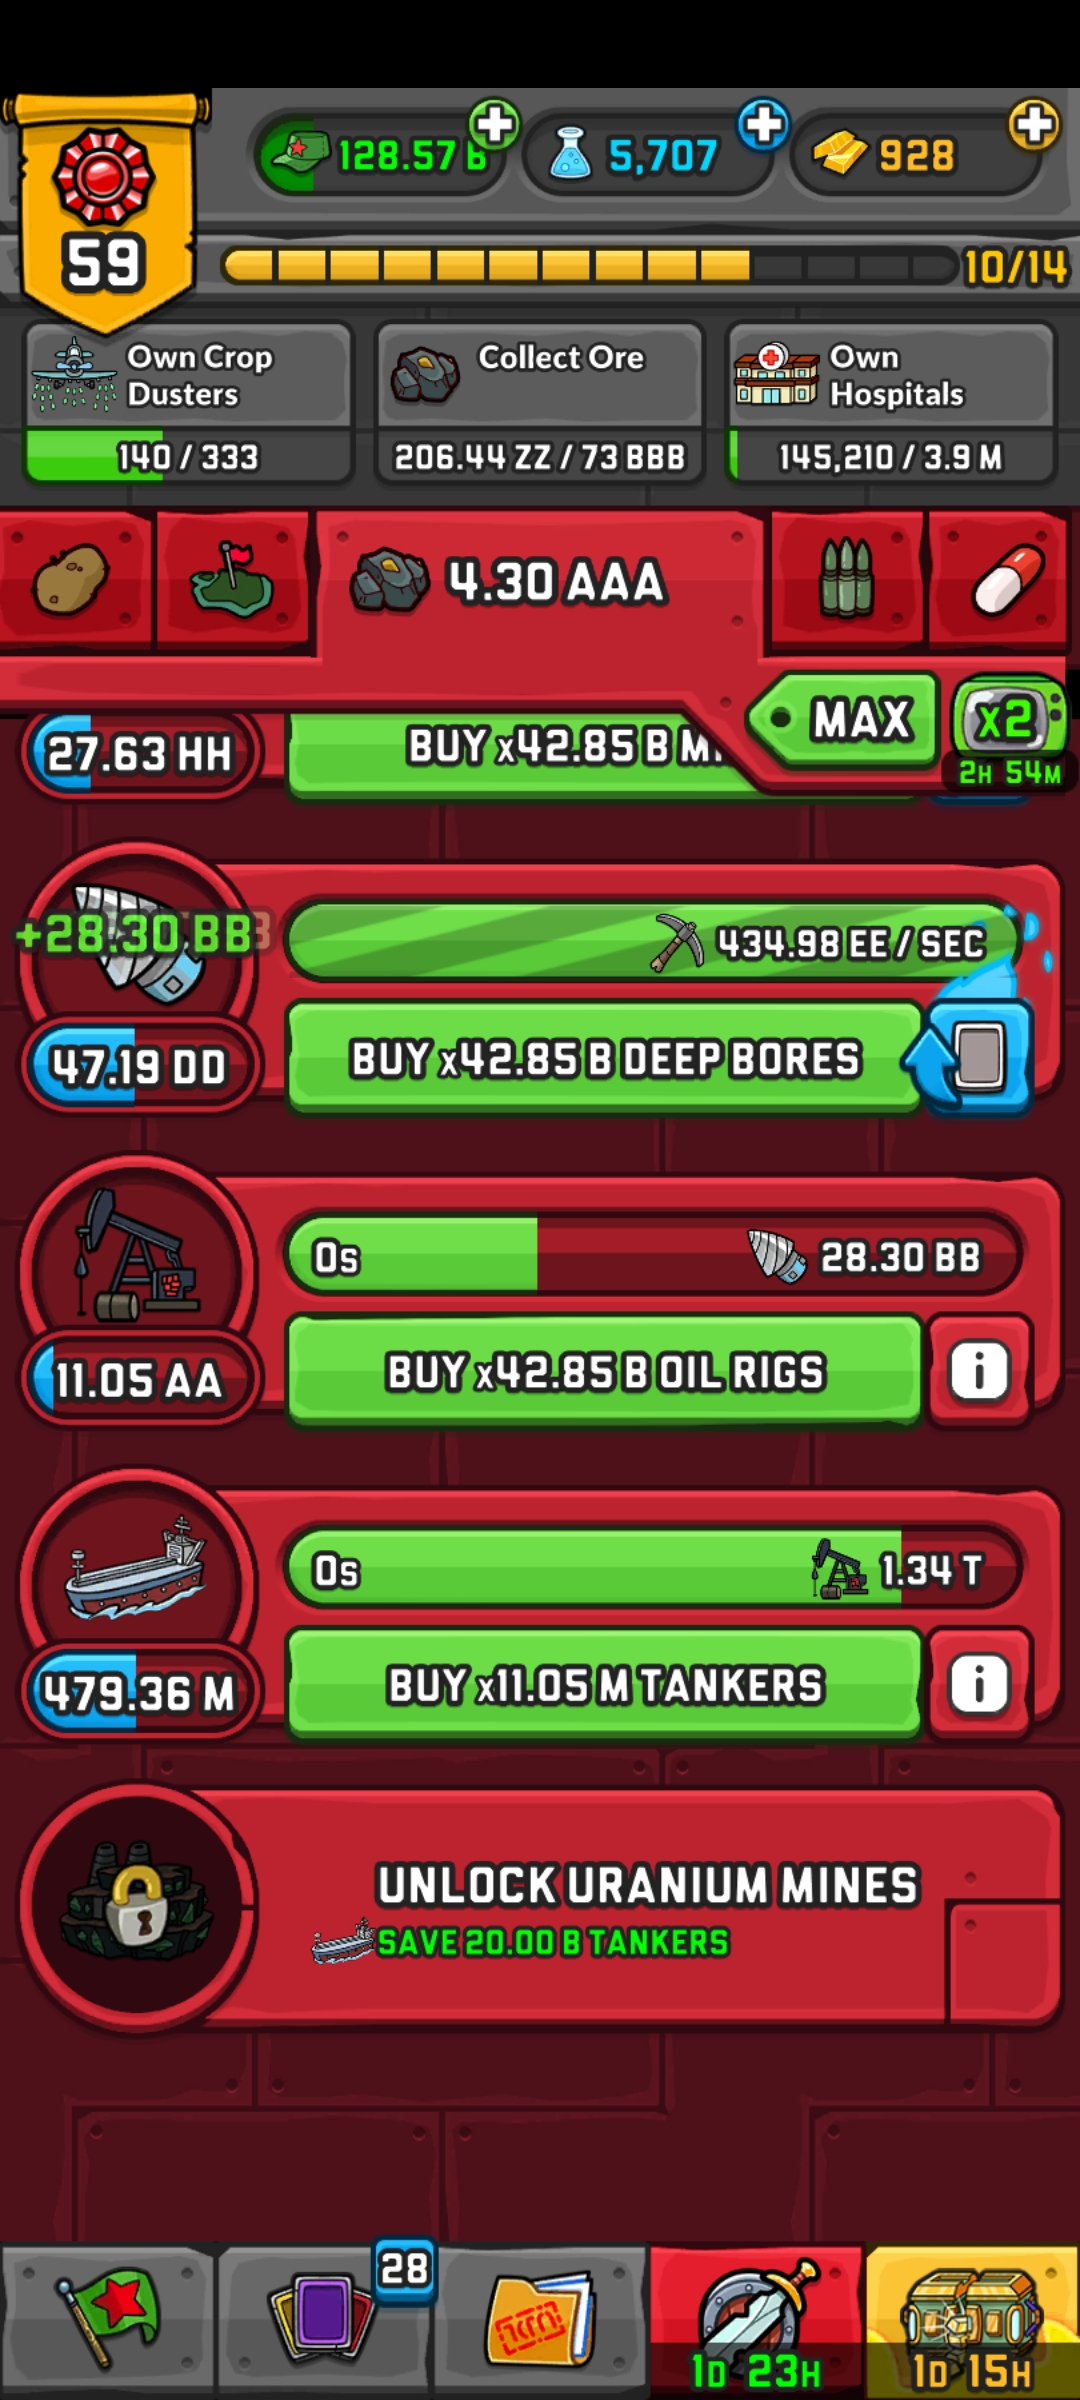 128.57 B
5,707
928
59
10/14
Own Crop
Dusters
140 / 333
Collect Ore
206.44 ZZ / 73 BBB
Own
Hospitals
145,210 / 3.9 M
4.30 AAA
MAX
x2
2H 54M
27.63 HH
BUY x42.85 B
+28.30 BB
434.98 EE / SEC
47.19 DD
BUY x42.85 B DEEP BORES
0s
28.30 BB
11.05 AA
BUY x42.85 B OIL RIGS
i
0s
1.34 T
479.36 M
BUY x11.05 M TANKERS
i
UNLOCK URANIUM MINES
SAVE 20.00 B TANKERS
28
1D 23H
1D 15H